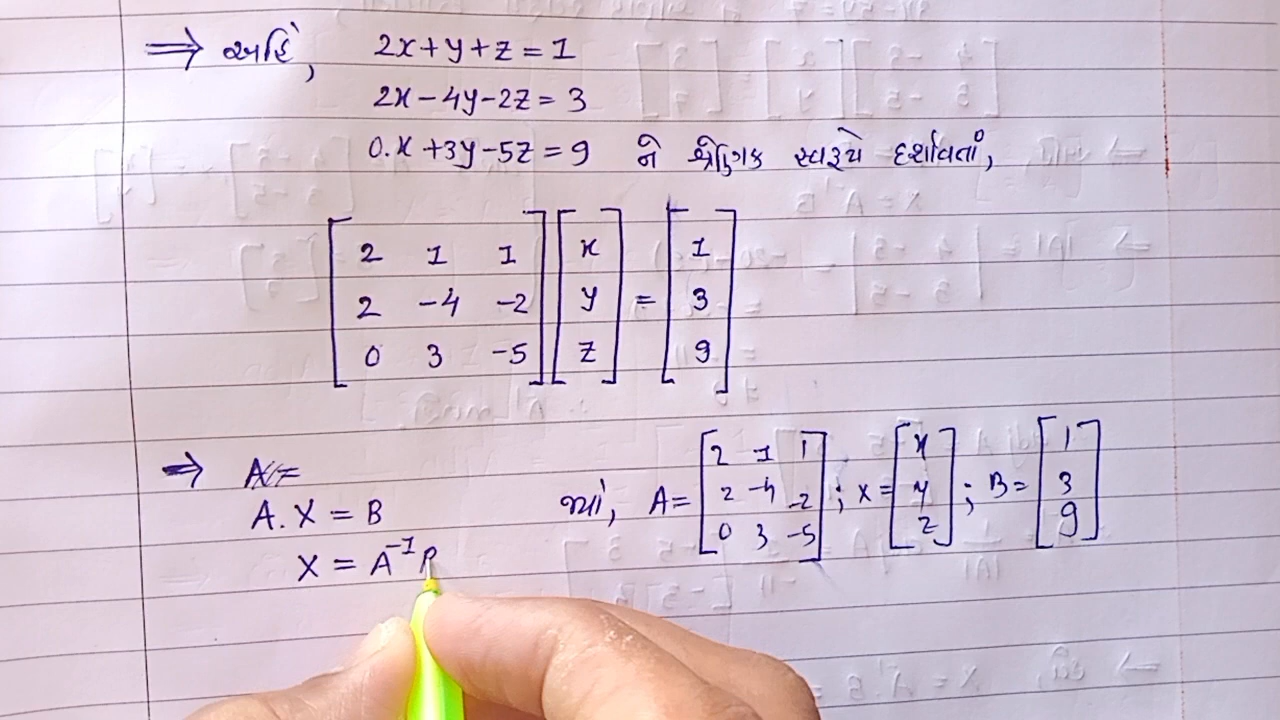 ⇒ અહીં, 2x + y + z = 1
2x - 4y - 2z = 3
0.x + 3y - 5z = 9 ને શ્રેણિક સ્વરૂપે દર્શાવતાં,
[2 1 1] [x] = [1]
[2 -4 -2] [y] = [3]
[0 3 -5] [z] = [9]
⇒
A . X = B જ્યાં, A = [2 1 1; 2 -4 -2; 0 3 -5] ; X = [x; y; z] ; B = [1; 3; 9]
X = A⁻¹ B